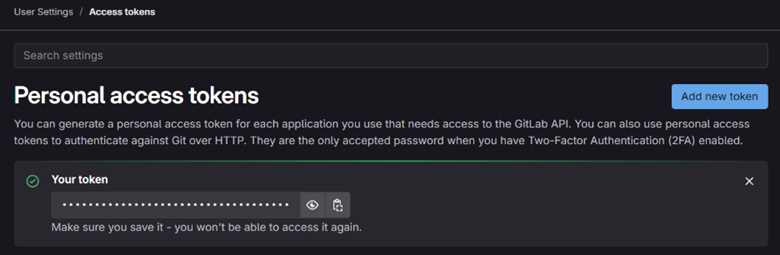 User Settings / Access tokens
Search settings
Personal access tokens
Add new token
You can generate a personal access token for each application you use that needs access to the GitLab API. You can also use personal access
tokens to authenticate against Git over HTTP. They are the only accepted password when you have Two-Factor Authentication (2FA) enabled.
Your token
Make sure you save it - you won't be able to access it again.